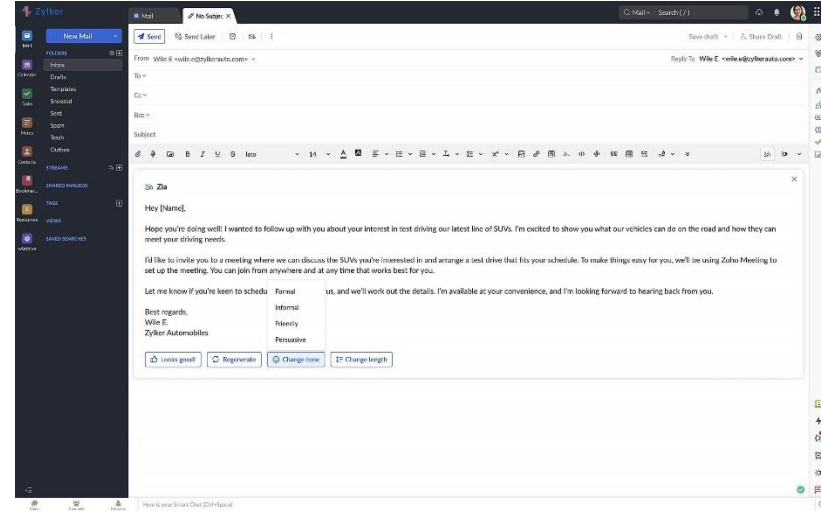 Zylker
Mail
No Subjec ×
Mail
Search ( / )
Mail
New Mail
Send
Send Later
Save draft
Share Draft
FOLDERS
Inbox
From Wile E <wile.e@zylkerauto.com>
Reply To Wile E <wile.e@zylkerauto.com>
Calendar
Drafts
To
Templates
Tasks
Snoozed
Cc
Sent
Notes
Spam
Bcc
Trash
Subject
Contacts
Outbox
B I U S lato 14
STREAMS
SHARED MAILBOX
Zia
TAGS
Hey [Name],
VIEWS
Hope you're doing well! I wanted to follow up with you about your interest in test driving our latest line of SUVs. I'm excited to show you what our vehicles can do on the road and how they can
meet your driving needs.
SAVED SEARCHES
I'd like to invite you to a meeting where we can discuss the SUVs you're interested in and arrange a test drive that fits your schedule. To make things easy for you, we'll be using Zoho Meeting to
set up the meeting. You can join from anywhere and at any time that works best for you.
Let me know if you're keen to schedu
us, and we'll work out the details. I'm available at your convenience, and I'm looking forward to hearing back from you.
Formal
Informal
Friendly
Persuasive
Best regards,
Wile E.
Zylker Automobiles
Looks good!
Regenerate
Change tone
Change length
Here is your Smart Chat (Ctrl+Space)